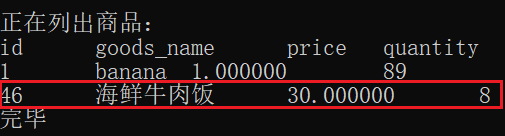 正在列出商品：
id goods_name price quantity
1 banana 1.000000 89
46 海鲜牛肉饭 30.000000 8
完毕